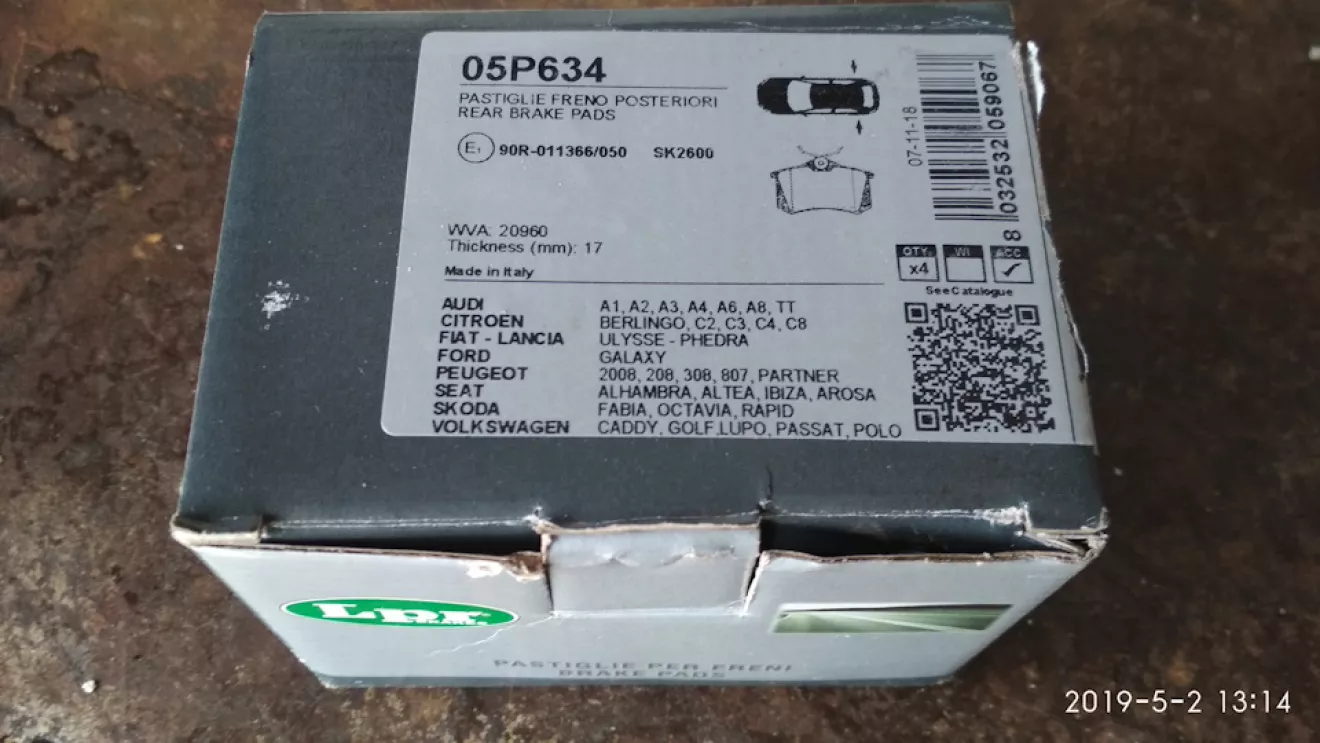 05P634
PASTIGLIE FRENO POSTERIORI
REAR BRAKE PADS
E1 90R-011366/050 SK2600
WVA: 20960
Thickness (mm): 17
Made in Italy
07-11-18
8 032532 059067
QTY. WI ACC
x4
See Catalogue
AUDI A1, A2, A3, A4, A6, A8, TT
CITROEN BERLINGO, C2, C3, C4, C8
FIAT - LANCIA ULYSSE - PHEDRA
FORD GALAXY
PEUGEOT 2008, 208, 308, 807, PARTNER
SEAT ALHAMBRA, ALTEA, IBIZA, AROSA
SKODA FABIA, OCTAVIA, RAPID
VOLKSWAGEN CADDY, GOLF,LUPO, PASSAT, POLO
Lpr
BRAKES
PASTIGLIE PER FRENI
BRAKE PADS
2019-5-2 13:14